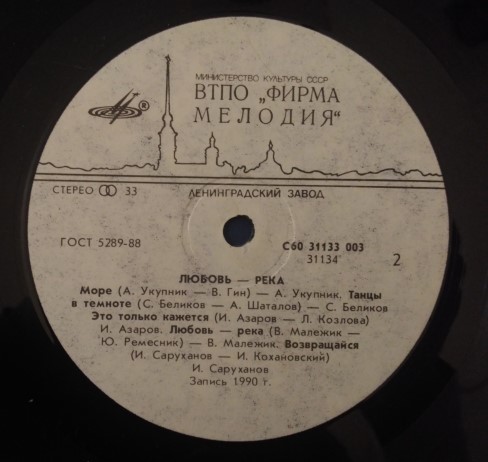 МИНИСТЕРСТВО КУЛЬТУРЫ СССР
ВТПО „ФИРМА
МЕЛОДИЯ“
®
СТЕРЕО 33
ЛЕНИНГРАДСКИЙ ЗАВОД
ГОСТ 5289-88
С60 31133 003
31134
2
ЛЮБОВЬ — РЕКА
Море (А. Укупник — В. Гин) — А. Укупник. Танцы
в темноте (С. Беликов — А. Шаталов) — С. Беликов
Это только кажется (И. Азаров — Л. Козлова)
И. Азаров. Любовь — река (В. Малежик —
Ю. Ремесник) — В. Малежик. Возвращайся
(И. Саруханов — И. Кохановский)
И. Саруханов
Запись 1990 г.